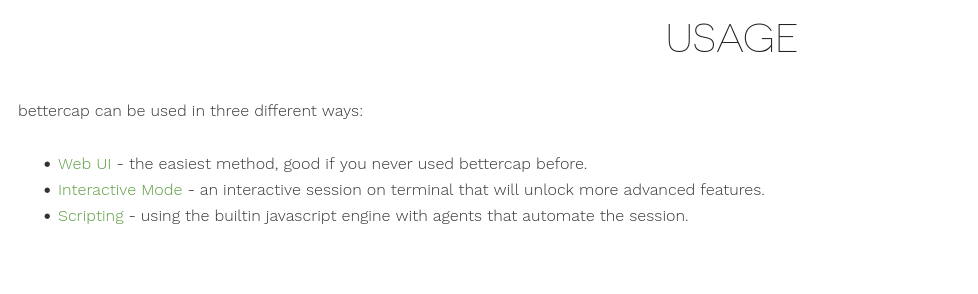 USAGE
bettercap can be used in three different ways:
• Web UI - the easiest method, good if you never used bettercap before.
• Interactive Mode - an interactive session on terminal that will unlock more advanced features.
• Scripting - using the builtin javascript engine with agents that automate the session.